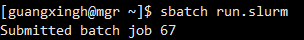 [guangxingh@mgr ~]$ sbatch run.slurm
Submitted batch job 67